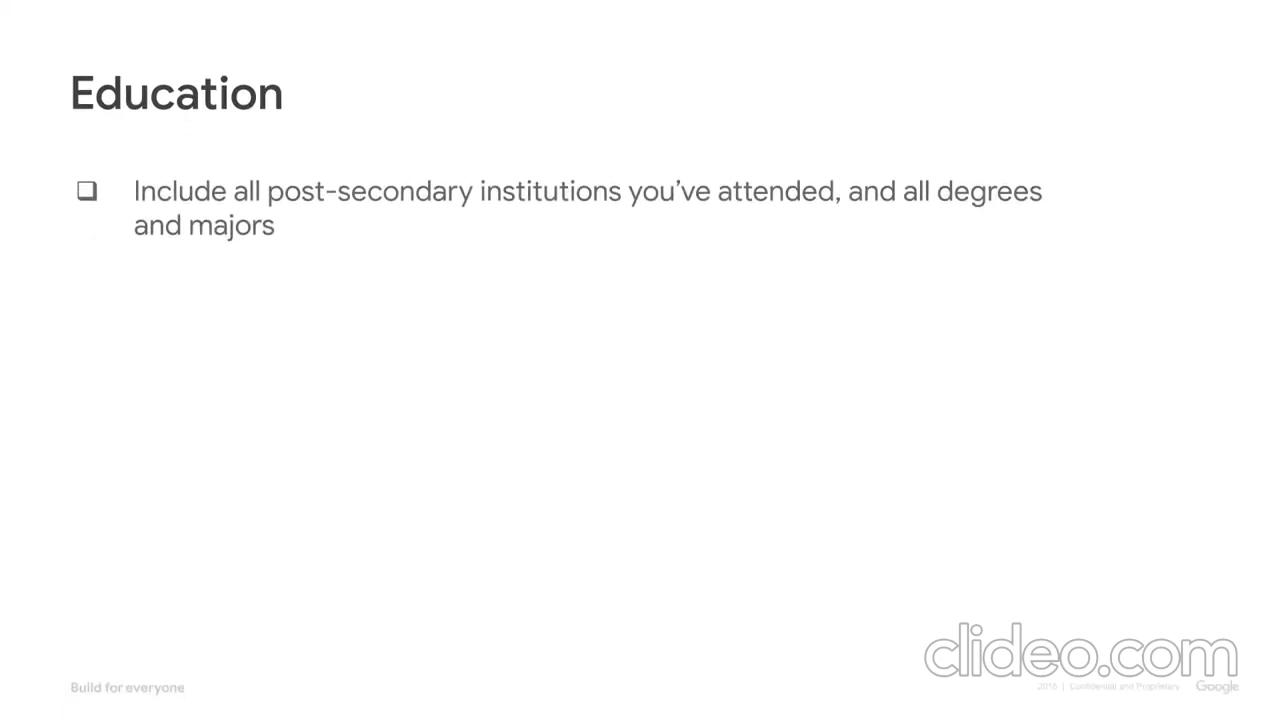 Education
❑ Include all post-secondary institutions you've attended, and all degrees
and majors
clideo.com
Build for everyone
2018 | Confidential and Proprietary Google